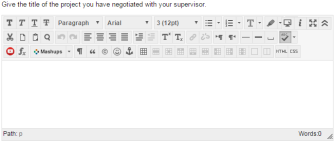 Give the title of the project you have negotiated with your supervisor.
T T T T Paragraph Arial 3 (12pt)
Mashups HTML CSS
Path: p Words:0